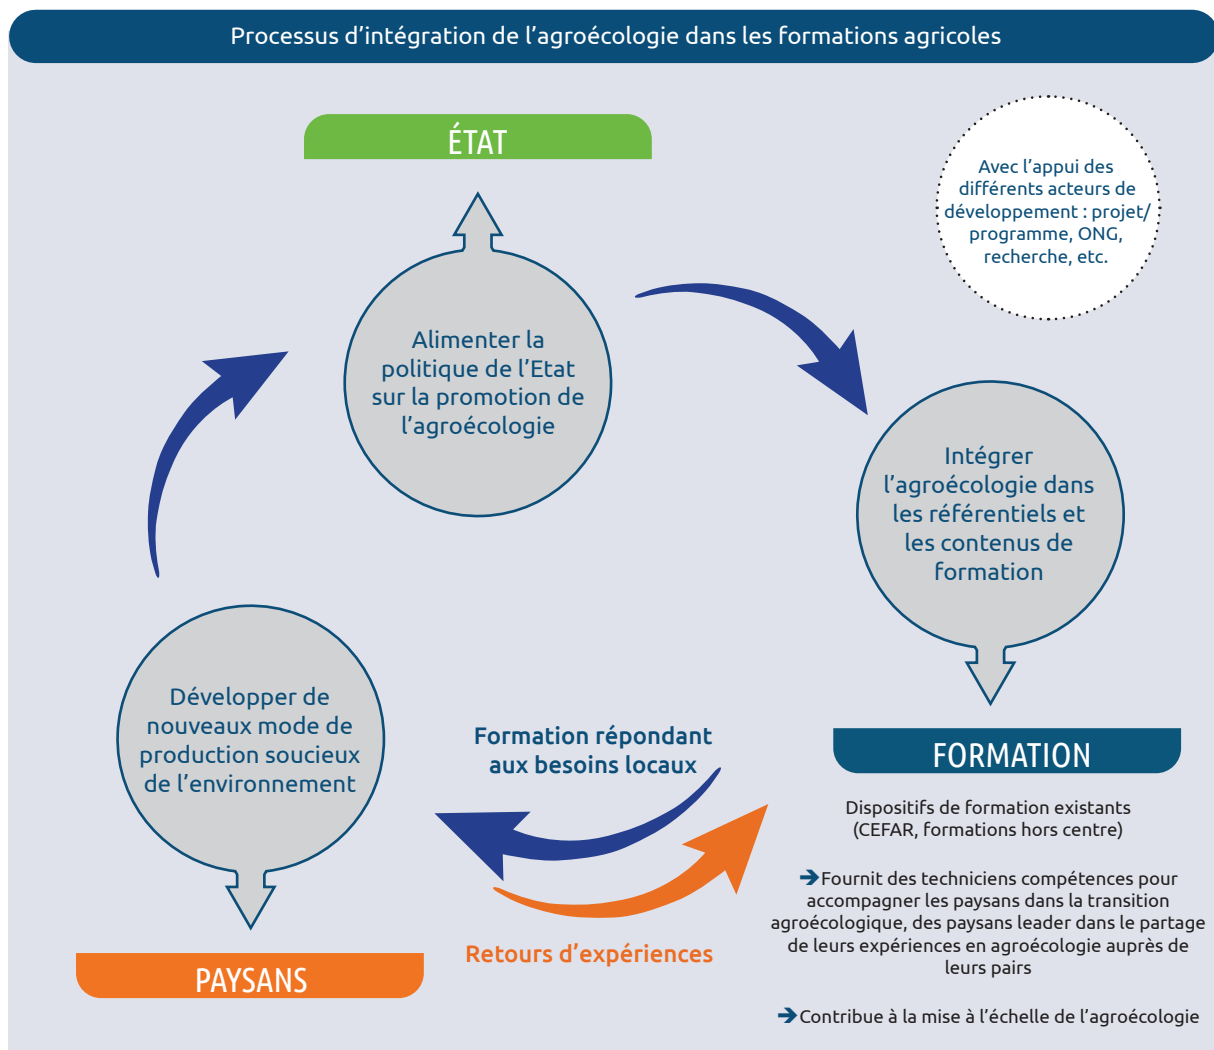 Processus d’intégration de l’agroécologie dans les formations agricoles
ÉTAT
Avec l’appui des
différents acteurs de
développement : projet/
programme, ONG,
recherche, etc.
Alimenter la
politique de l’Etat
sur la promotion de
l’agroécologie
Intégrer
l’agroécologie dans
les référentiels et
les contenus de
formation
Développer de
nouveaux mode de
production soucieux
de l’environnement
Formation répondant
aux besoins locaux
Retours d’expériences
PAYSANS
FORMATION
Dispositifs de formation existants
(CEFAR, formations hors centre)
➔Fournit des techniciens compétences pour
accompagner les paysans dans la transition
agroécologique, des paysans leader dans le partage
de leurs expériences en agroécologie auprès de
leurs pairs
➔Contribue à la mise à l’échelle de l’agroécologie